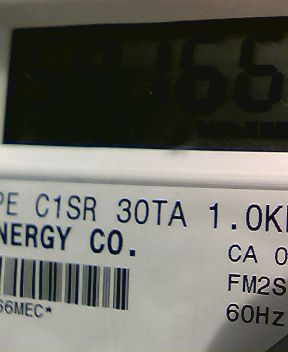 PE C1SR 30TA 1.0K
NERGY CO.
CA 0
FM2S
66MEC*
60Hz